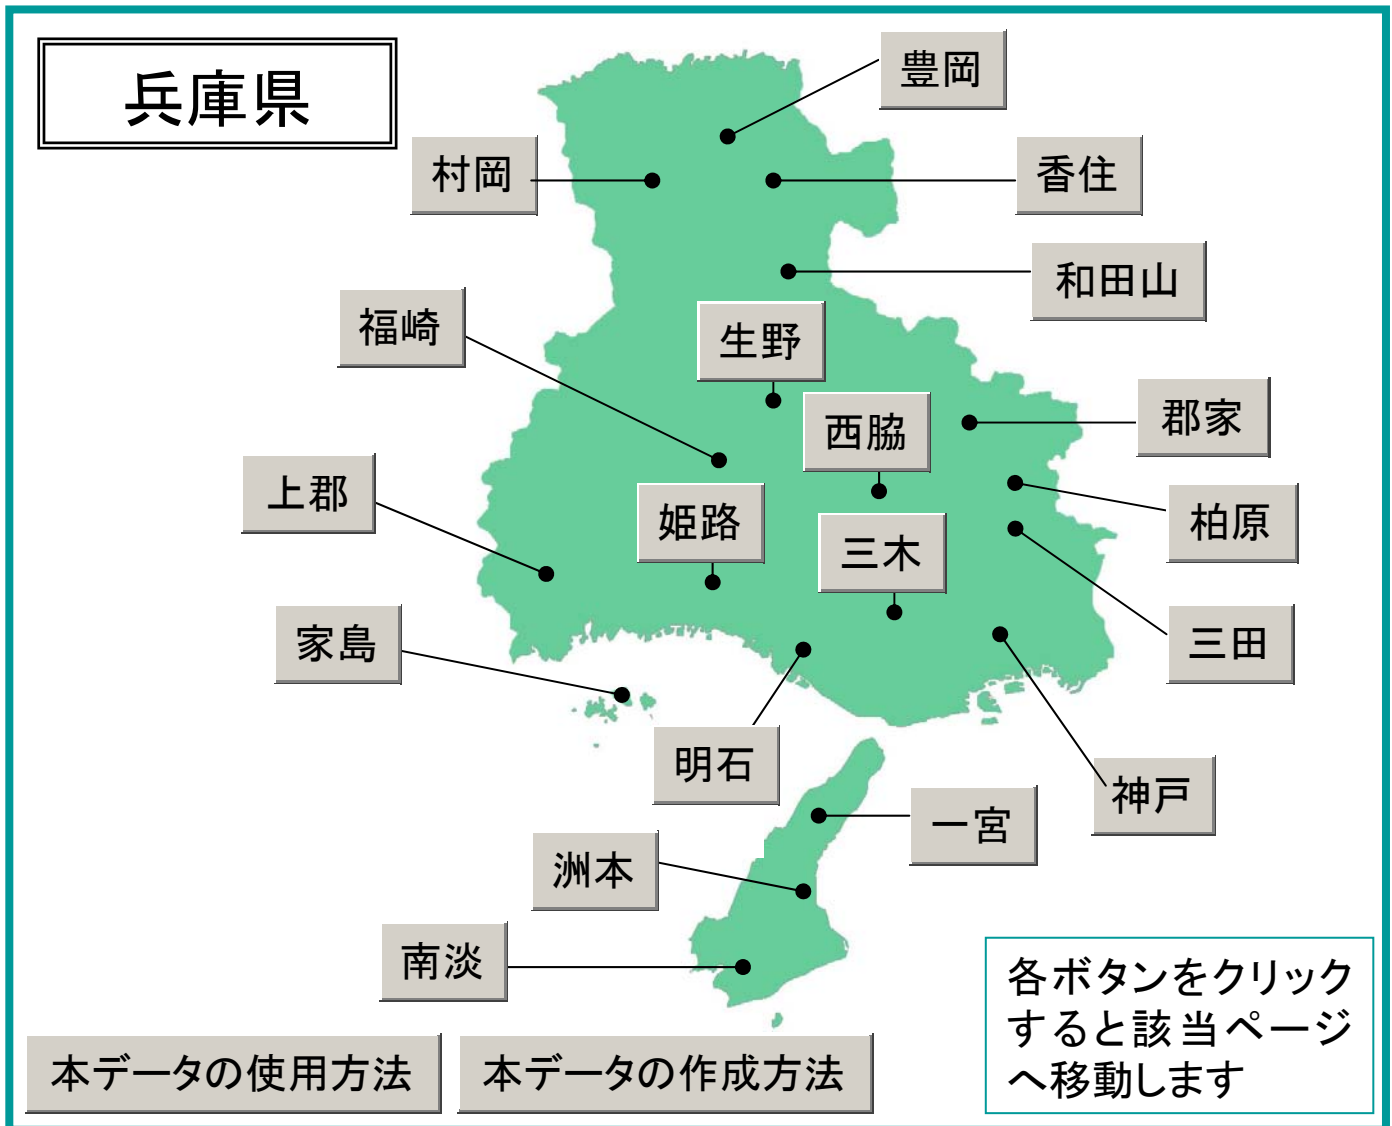 兵庫県
豊岡
村岡
香住
和田山
福崎
生野
郡家
西脇
上郡
姫路
柏原
三木
家島
三田
明石
神戸
一宮
洲本
南淡
各ボタンをクリック
すると該当ページ
へ移動します
本データの使用方法
本データの作成方法